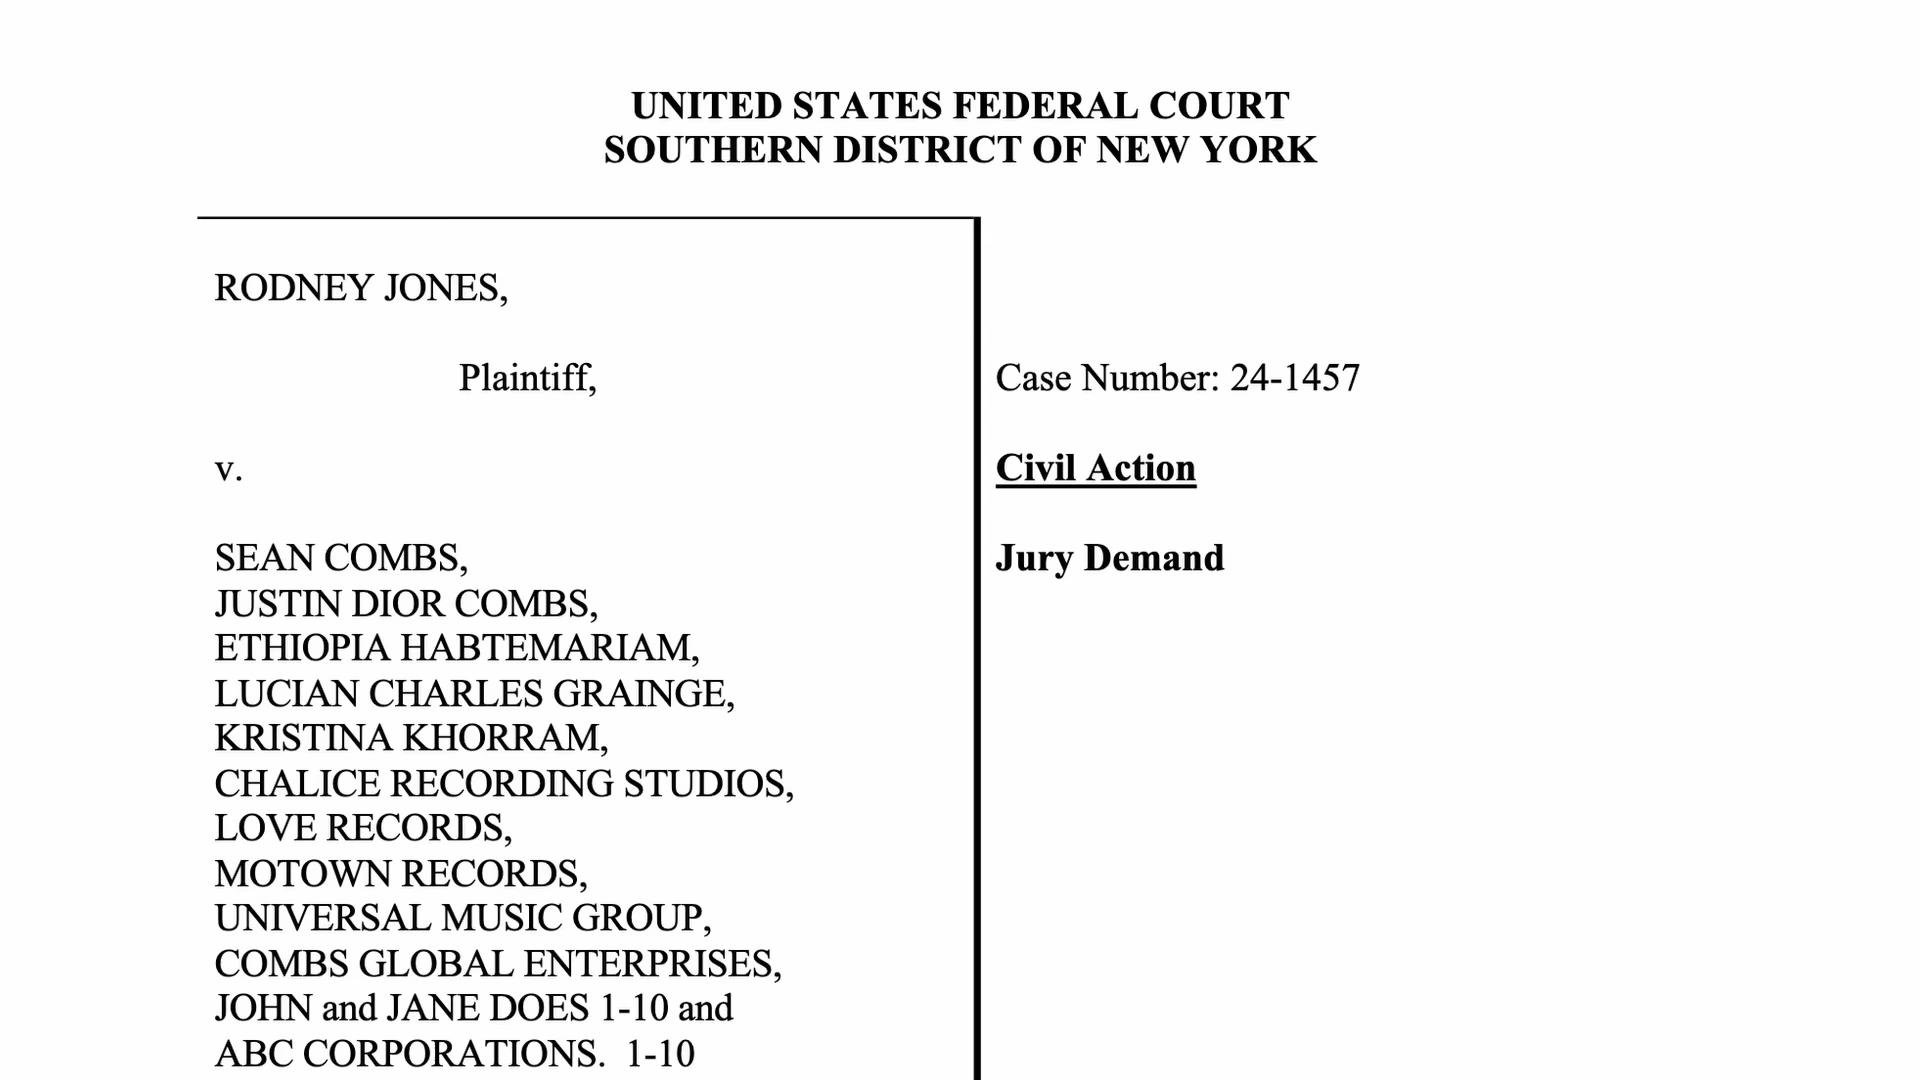 UNITED STATES FEDERAL COURT
SOUTHERN DISTRICT OF NEW YORK
RODNEY JONES,
Plaintiff,
v.
SEAN COMBS,
JUSTIN DIOR COMBS,
ETHIOPIA HABTEMARIAM,
LUCIAN CHARLES GRAINGE,
KRISTINA KHORRAM,
CHALICE RECORDING STUDIOS,
LOVE RECORDS,
MOTOWN RECORDS,
UNIVERSAL MUSIC GROUP,
COMBS GLOBAL ENTERPRISES,
JOHN and JANE DOES 1-10 and
ABC CORPORATIONS. 1-10
Case Number: 24-1457
Civil Action
Jury Demand